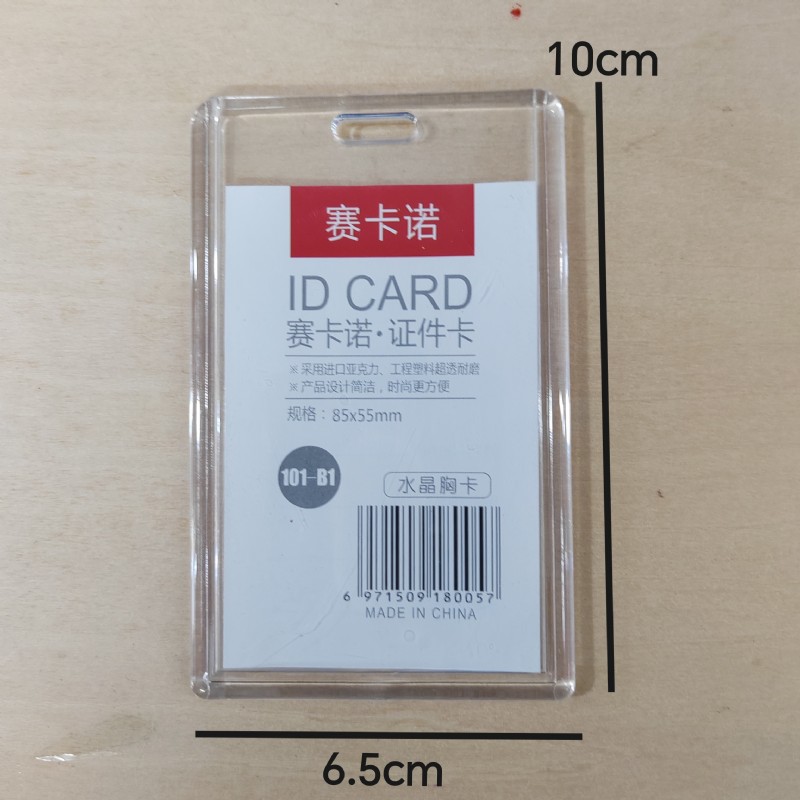 10cm
赛卡诺
ID CARD
赛卡诺·证件卡
※采用进口亚克力、工程塑料超透耐磨
※产品设计简洁，时尚更方便
规格：85x55mm
101-B1
水晶胸卡
6 971509 180057
MADE IN CHINA
6.5cm